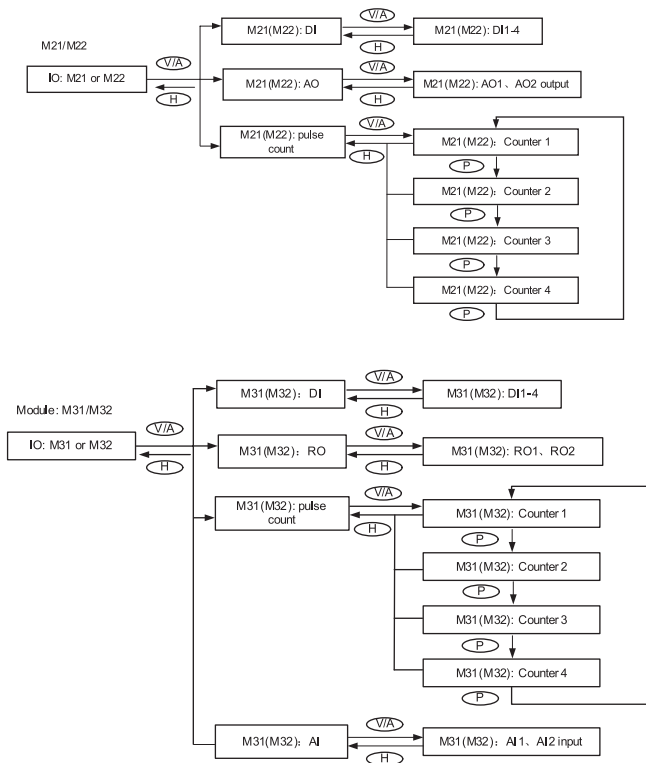 V/A
M21(M22): DI
M21(M22): DI1-4
H
M21/M22
V/A
V/A
IO: M21 or M22
M21(M22): AO
M21(M22): AO1、AO2 output
H
H
V/A
M21(M22): pulse
count
M21(M22)：Counter 1
H
P
M21(M22)：Counter 2
P
M21(M22)：Counter 3
P
M21(M22)：Counter 4
P
V/A
M31(M32)：DI
M31(M32): DI1-4
H
Module: M31/M32
V/A
V/A
IO: M31 or M32
M31(M32)：RO
M31(M32): RO1、RO2
H
H
V/A
M31(M32): pulse
count
M31(M32): Counter 1
H
P
M31(M32): Counter 2
P
M31(M32): Counter 3
P
M31(M32): Counter 4
P
V/A
M31(M32)：AI
M31(M32)：AI1、AI2 input
H